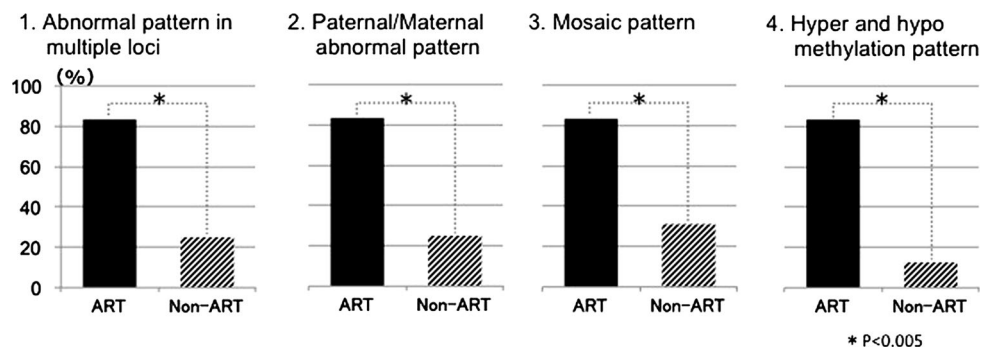 1. Abnormal pattern in
multiple loci
2. Paternal/Maternal
abnormal pattern
3. Mosaic pattern
4. Hyper and hypo
methylation pattern
(%)
100
80
60
40
20
0
*
*
*
*
ART Non-ART
ART Non-ART
ART Non-ART
ART Non-ART
* P<0.005